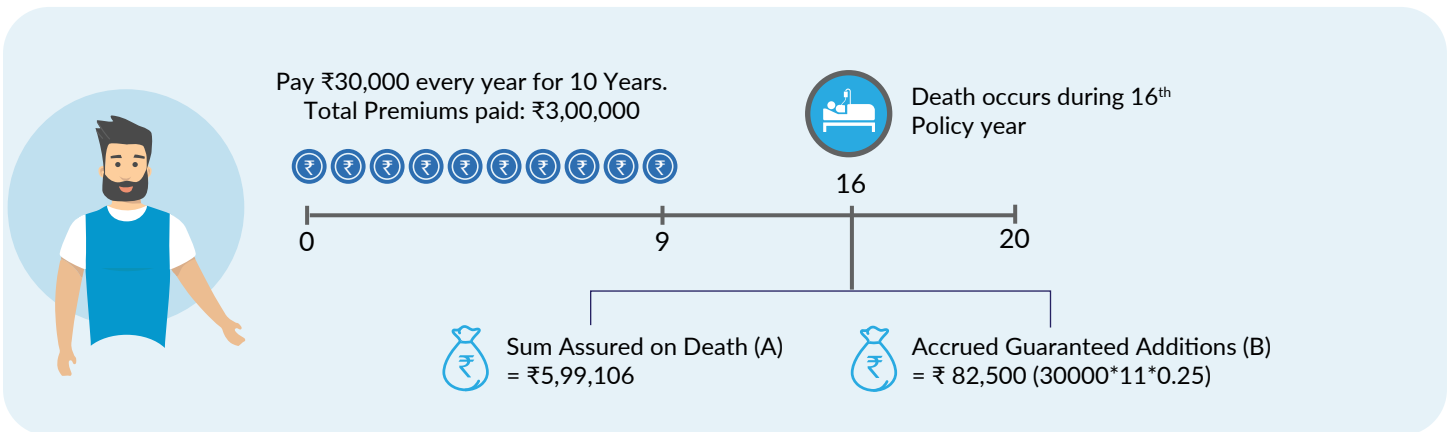 Pay ₹30,000 every year for 10 Years.
Total Premiums paid: ₹3,00,000
Death occurs during 16th
Policy year
₹ ₹ ₹ ₹ ₹ ₹ ₹ ₹ ₹ ₹
16
0
9
20
Sum Assured on Death (A)
= ₹5,99,106
₹
Accrued Guaranteed Additions (B)
= ₹ 82,500 (30000*11*0.25)
₹